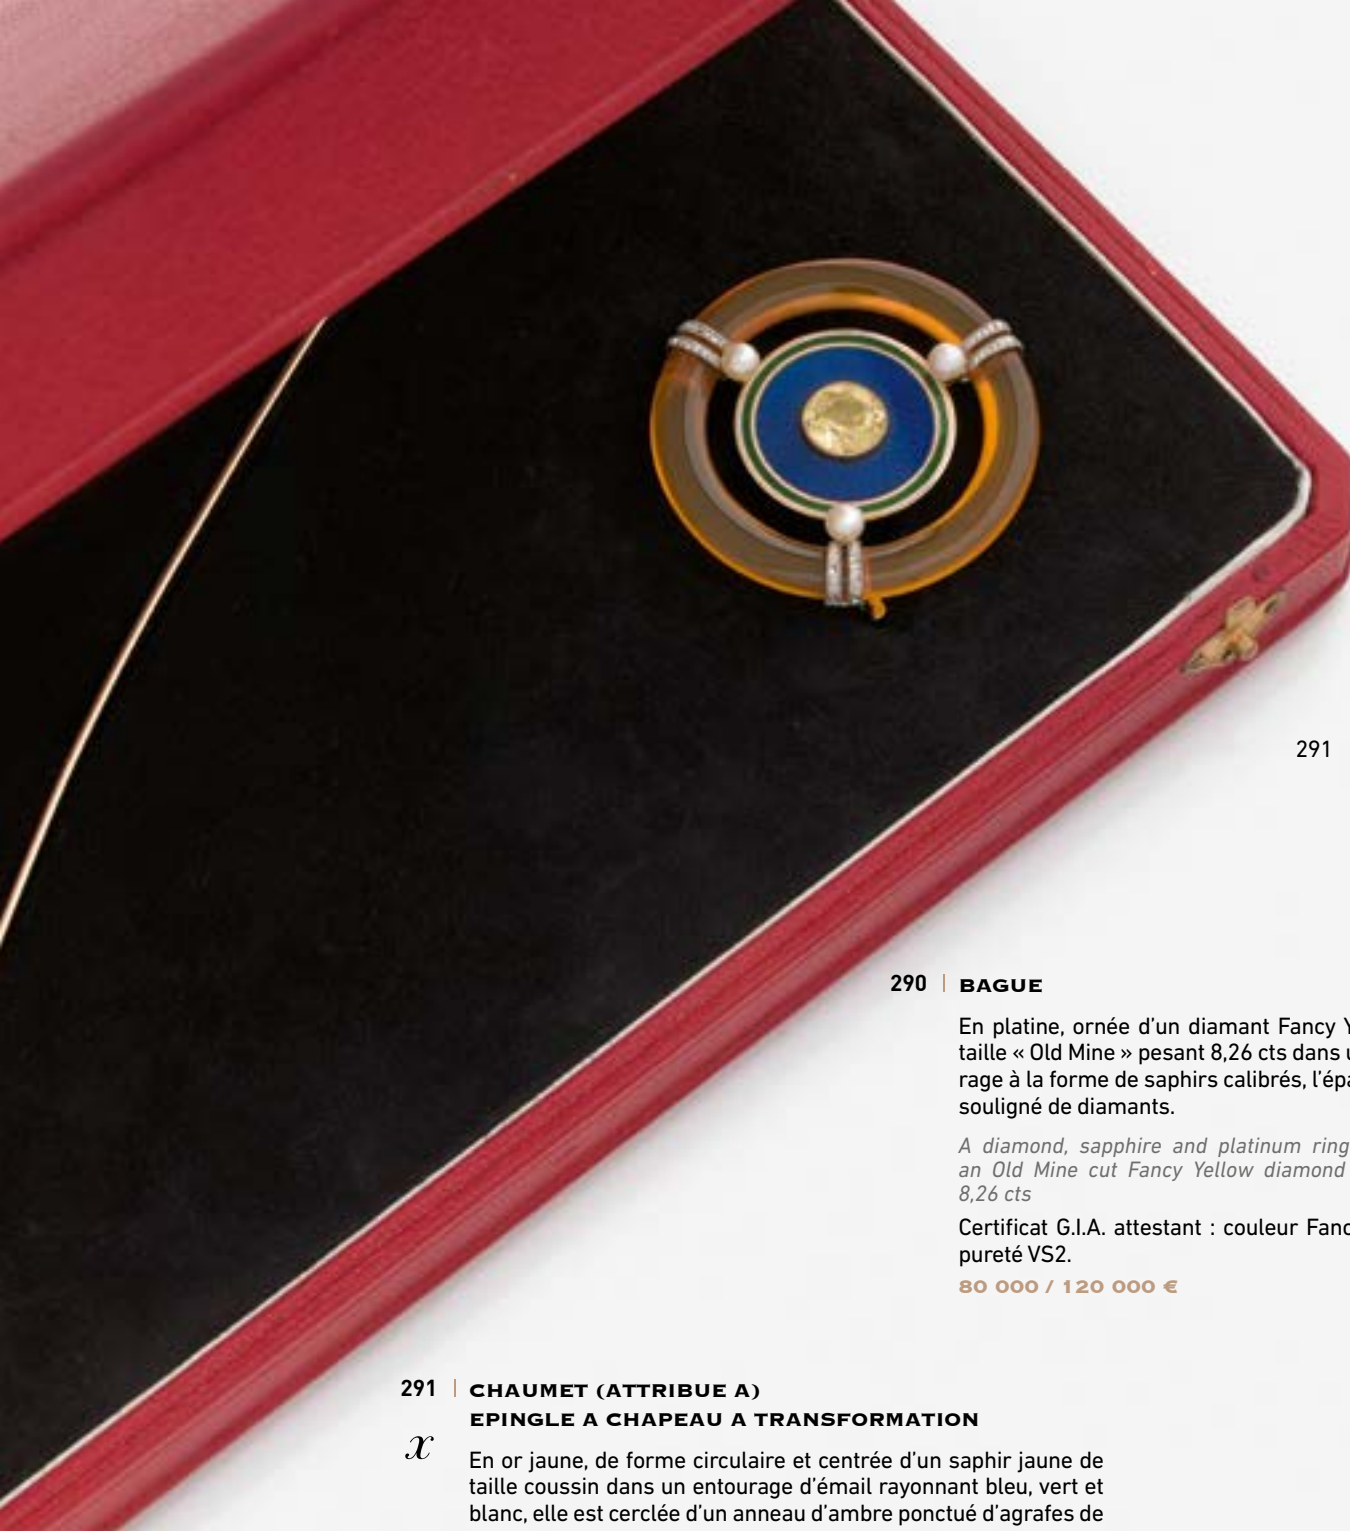 291
290 | BAGUE
En platine, ornée d’un diamant Fancy
taille « Old Mine » pesant 8,26 cts dans
rage à la forme de saphirs calibrés,
souligné de diamants.
A diamond, sapphire and platinum ring
an Old Mine cut Fancy Yellow diamond
8,26 cts
Certificat G.I.A. attestant : couleur
pureté VS2.
80 000 / 120 000 €
291 | CHAUMET (ATTRIBUE A)
EPINGLE A CHAPEAU A TRANSFORMATION
x
En or jaune, de forme circulaire et centrée d’un saphir jaune de
taille coussin dans un entourage d’émail rayonnant bleu, vert et
blanc, elle est cerclée d’un anneau d’ambre ponctué d’agrafes de